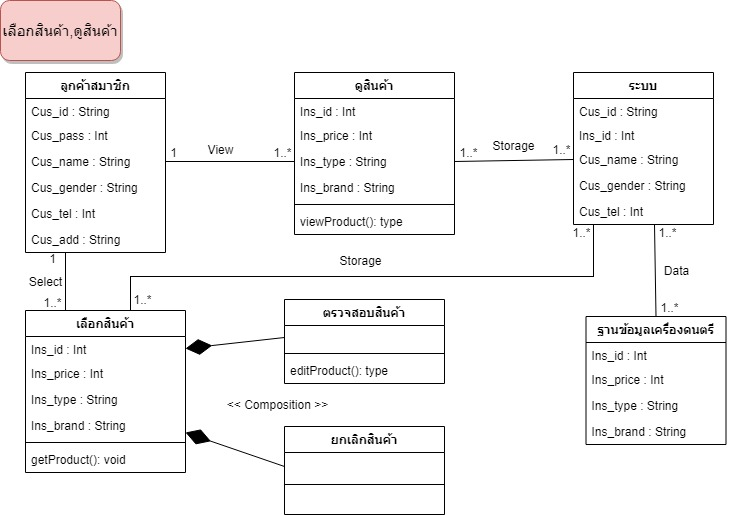 เลือกสินค้า,ดูสินค้า
ลูกค้าสมาชิก
Cus_id : String
Cus_pass : Int
Cus_name : String
Cus_gender : String
Cus_tel : Int
Cus_add : String
1
View
1..*
ดูสินค้า
Ins_id : Int
Ins_price : Int
Ins_type : String
Ins_brand : String
viewProduct(): type
1..*
Storage
1..*
ระบบ
Cus_id : String
Ins_id : Int
Cus_name : String
Cus_gender : String
Cus_tel : Int
1
Select
1..*
1..*
Storage
1..*
1..*
Data
1..*
เลือกสินค้า
Ins_id : Int
Ins_price : Int
Ins_type : String
Ins_brand : String
getProduct(): void
ตรวจสอบสินค้า
editProduct(): type
<< Composition >>
ยกเลิกสินค้า
ฐานข้อมูลเครื่องดนตรี
Ins_id : Int
Ins_price : Int
Ins_type : String
Ins_brand : String